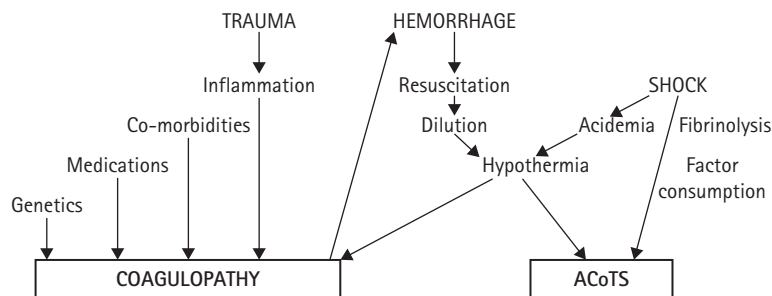 TRAUMA
HEMORRHAGE
Inflammation
Resuscitation
SHOCK
Co-morbidities
Dilution
Acidemia
Fibrinolysis
Medications
Hypothermia
Factor
consumption
Genetics
COAGULOPATHY
ACoTS